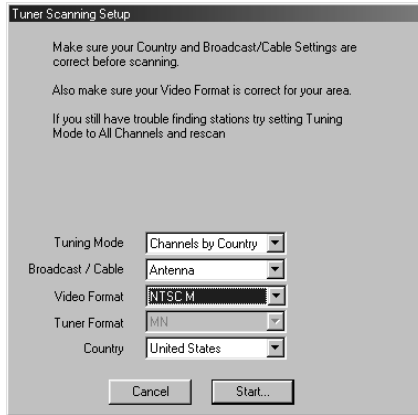 Tuner Scanning Setup
Make sure your Country and Broadcast/Cable Settings are
correct before scanning.
Also make sure your Video Format is correct for your area.
If you still have trouble finding stations try setting Tuning
Mode to All Channels and rescan
Tuning Mode Channels by Country
Broadcast / Cable Antenna
Video Format NTSC M
Tuner Format MN
Country United States
Cancel Start...